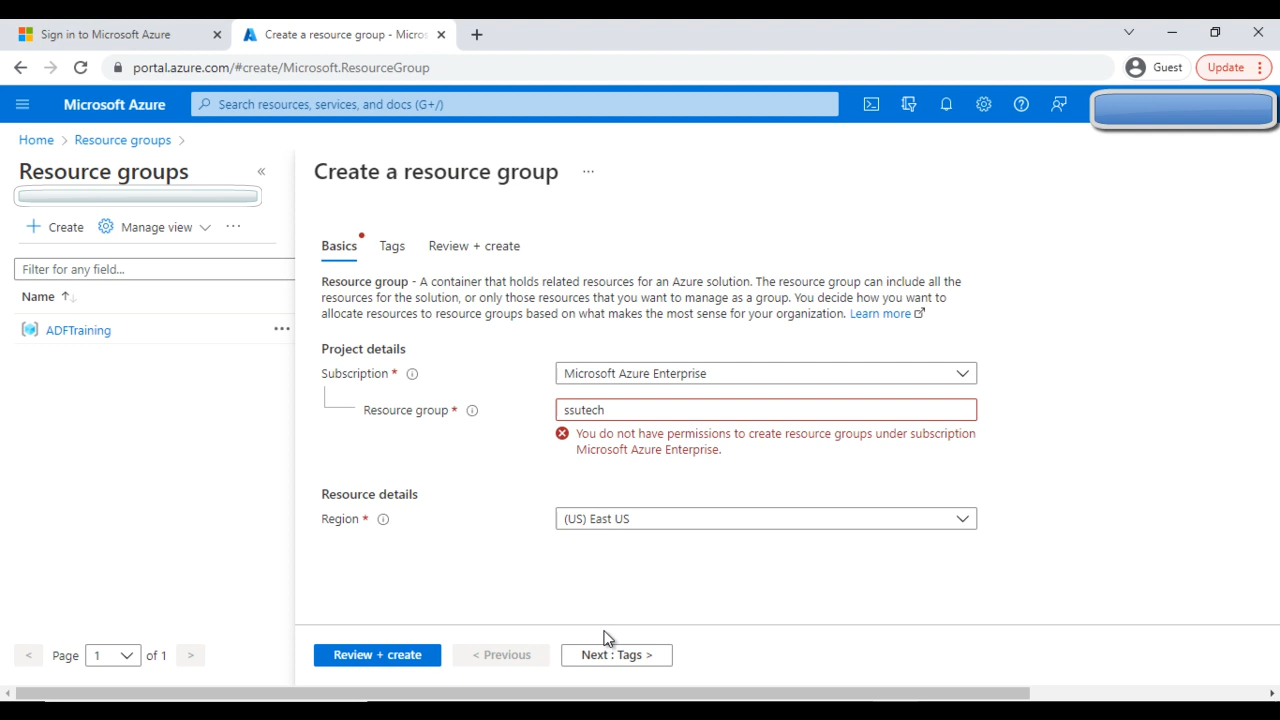 Sign in to Microsoft Azure
Create a resource group - Micros
portal.azure.com/#create/Microsoft.ResourceGroup
Guest
Update
Microsoft Azure
Search resources, services, and docs (G+/)
Home > Resource groups >
Resource groups
Create a resource group
Create
Manage view
Basics
Tags
Review + create
Filter for any field...
Name
ADFTraining
Resource group - A container that holds related resources for an Azure solution. The resource group can include all the
resources for the solution, or only those resources that you want to manage as a group. You decide how you want to
allocate resources to resource groups based on what makes the most sense for your organization. Learn more
Project details
Subscription *
Microsoft Azure Enterprise
Resource group *
ssutech
You do not have permissions to create resource groups under subscription
Microsoft Azure Enterprise.
Resource details
Region *
(US) East US
< Page 1 of 1 >
Review + create
< Previous
Next : Tags >